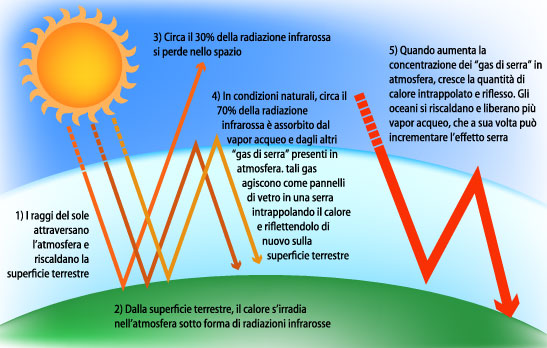 1) I raggi del sole
attraversano
l'atmosfera e
riscaldano la
superficie terrestre
2) Dalla superficie terrestre, il calore s'irradia
nell'atmosfera sotto forma di radiazioni infrarosse
3) Circa il 30% della radiazione infrarossa
si perde nello spazio
4) In condizioni naturali, circa il
70% della radiazione
infrarossa è assorbito dal
vapor acqueo e dagli altri
"gas di serra" presenti in
atmosfera. tali gas
agiscono come pannelli
di vetro in una serra
intrappolando il calore
e riflettendolo di
nuovo sulla
superficie terrestre
5) Quando aumenta la
concentrazione dei "gas di serra" in
atmosfera, cresce la quantità di
calore intrappolato e riflesso. Gli
oceani si riscaldano e liberano più
vapor acqueo, che a sua volta può
incrementare l'effetto serra